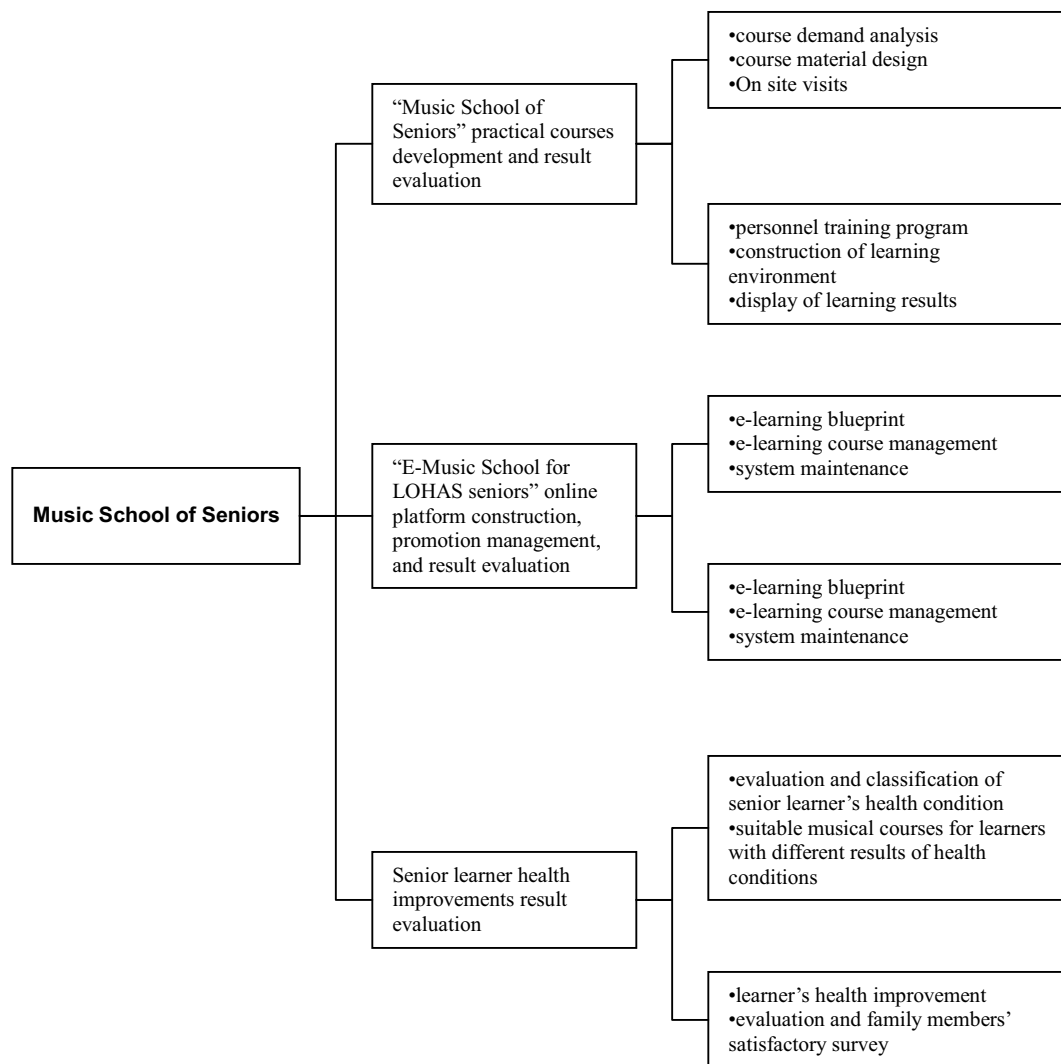 •course demand analysis
•course material design
•On site visits
“Music School of
Seniors” practical courses
development and result
evaluation
•personnel training program
•construction of learning
environment
•display of learning results
Music School of Seniors
“E-Music School for
LOHAS seniors” online
platform construction,
promotion management,
and result evaluation
•e-learning blueprint
•e-learning course management
•system maintenance
•e-learning blueprint
•e-learning course management
•system maintenance
Senior learner health
improvements result
evaluation
•evaluation and classification of
senior learner’s health condition
•suitable musical courses for learners
with different results of health
conditions
•learner’s health improvement
•evaluation and family members’
satisfactory survey